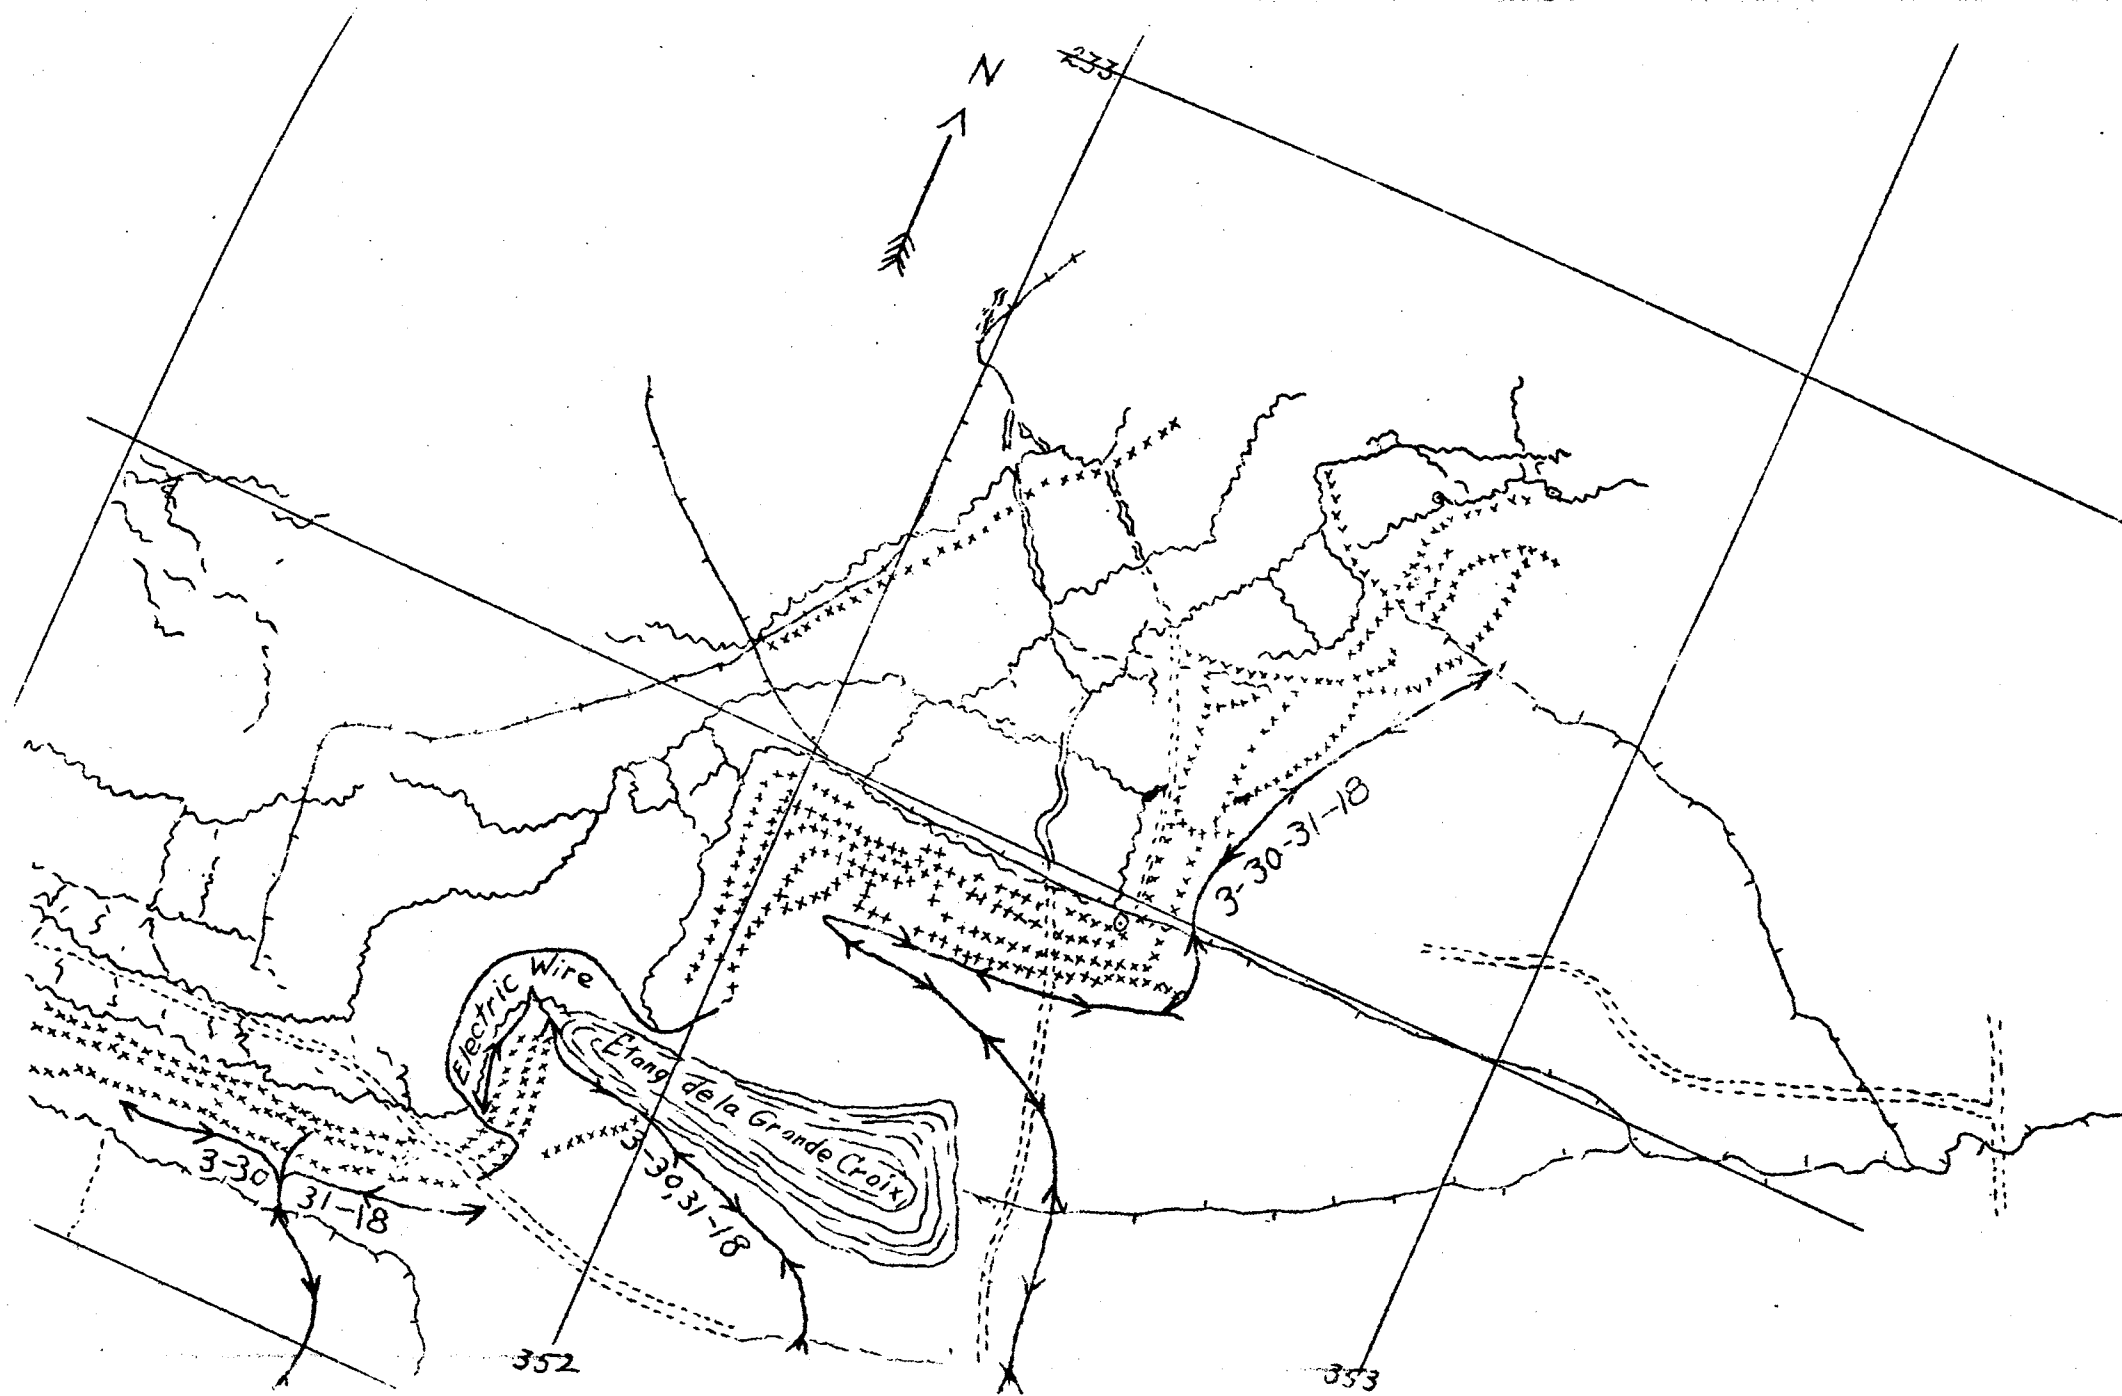 N
233
3-30-31-18
Electric Wire
Etang de la Grande Croix
3-30
31-18
3-30,31-18
352
353